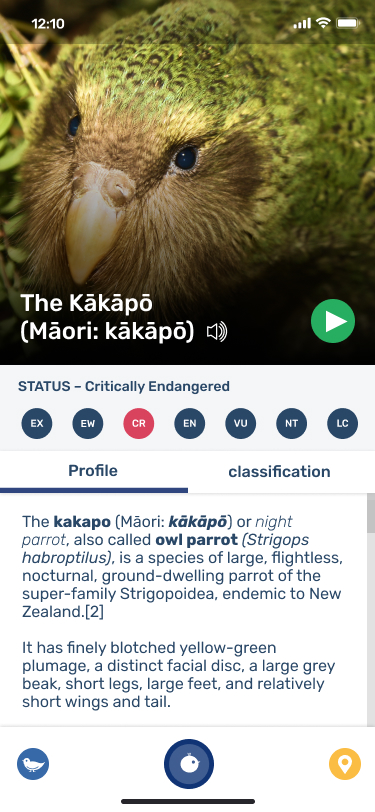 12:10
The Kākāpō
(Māori: kākāpō)
STATUS – Critically Endangered
EX EW CR EN VU NT LC
Profile classification
The kakapo (Māori: kākāpō) or night
parrot, also called owl parrot (Strigops
habroptilus), is a species of large, flightless,
nocturnal, ground-dwelling parrot of the
super-family Strigopoidea, endemic to New
Zealand.[2]
It has finely blotched yellow-green
plumage, a distinct facial disc, a large grey
beak, short legs, large feet, and relatively
short wings and tail.